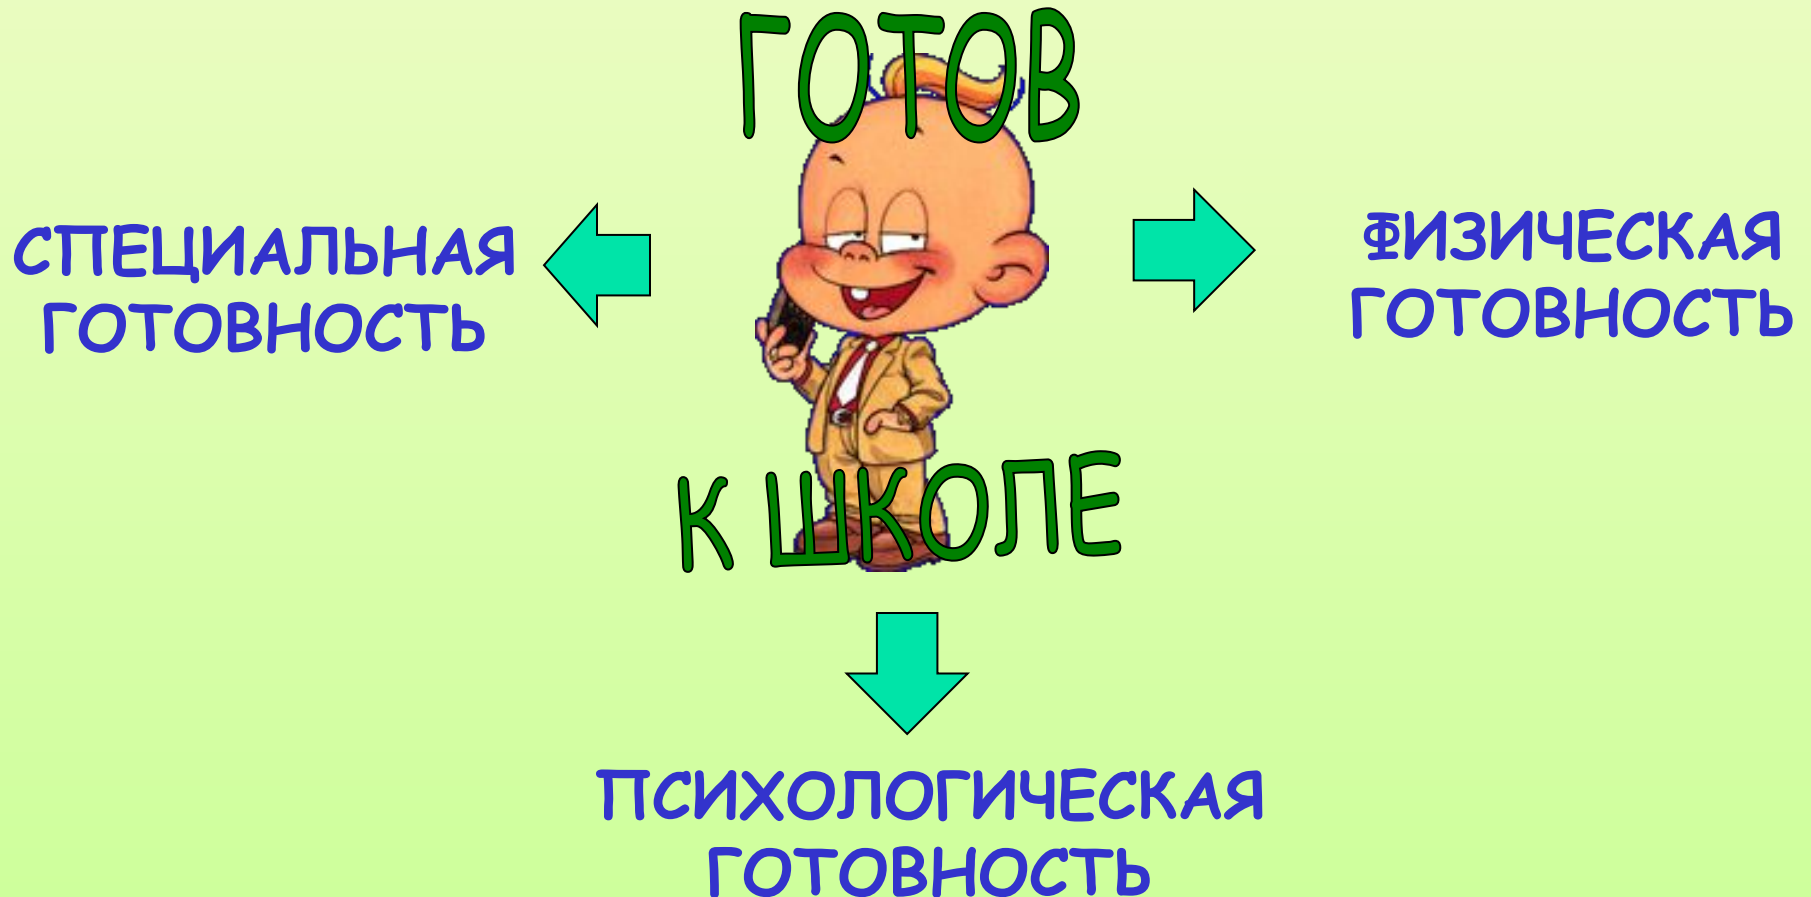 ГОТОВ
СПЕЦИАЛЬНАЯ
ГОТОВНОСТЬ
ФИЗИЧЕСКАЯ
ГОТОВНОСТЬ
К ШКОЛЕ
ПСИХОЛОГИЧЕСКАЯ
ГОТОВНОСТЬ